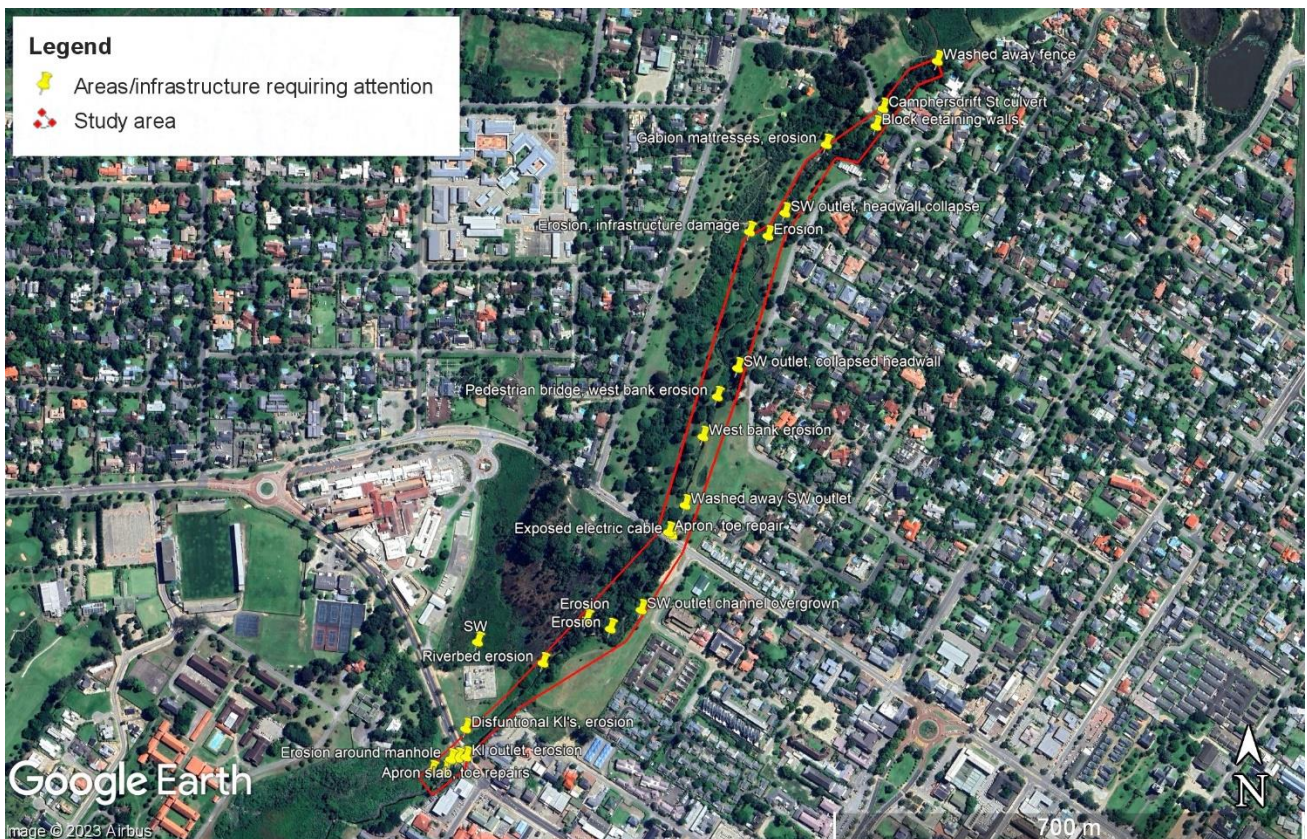 Legend
Areas/infrastructure requiring attention
Study area
Washed away fence
Camphersdrift St culvert
Block eetaining walls
Gabion mattresses, erosion
SW outlet, headwall collapse
Erosion, infrastructure damage
Erosion
SW outlet, collapsed headwall
Pedestrian bridge, west bank erosion
West bank erosion
Washed away SW outlet
Exposed electric cable
Apron, toe repair
Erosion
SW outlet channel overgrown
Erosion
SW
Riverbed erosion
Disfuntional KI's, erosion
Erosion around manhole
KI outlet, erosion
Apron slab, toe repairs
Google Earth
Image © 2023 Airbus
700 m
N